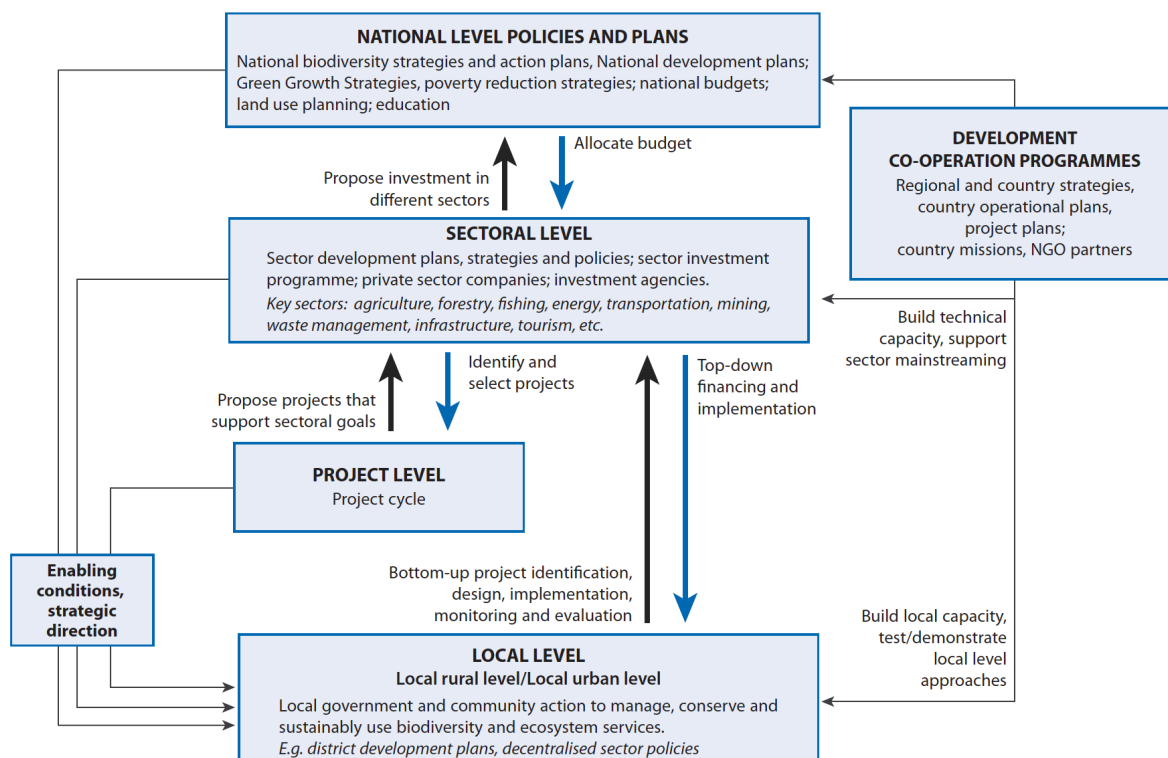 NATIONAL LEVEL POLICIES AND PLANS
National biodiversity strategies and action plans, National development plans;
Green Growth Strategies, poverty reduction strategies; national budgets;
land use planning; education
DEVELOPMENT
CO-OPERATION PROGRAMMES
Regional and country strategies,
country operational plans,
project plans;
country missions, NGO partners
Allocate budget
Propose investment in
different sectors
SECTORAL LEVEL
Sector development plans, strategies and policies; sector investment
programme; private sector companies; investment agencies.
Key sectors: agriculture, forestry, fishing, energy, transportation, mining,
waste management, infrastructure, tourism, etc.
Build technical
capacity, support
sector mainstreaming
Identify and
select projects
Top-down
financing and
implementation
Propose projects that
support sectoral goals
PROJECT LEVEL
Project cycle
Enabling
conditions,
strategic
direction
Bottom-up project identification,
design, implementation,
monitoring and evaluation
Build local capacity,
test/demonstrate
local level
approaches
LOCAL LEVEL
Local rural level/Local urban level
Local government and community action to manage, conserve and
sustainably use biodiversity and ecosystem services.
E.g. district development plans, decentralised sector policies